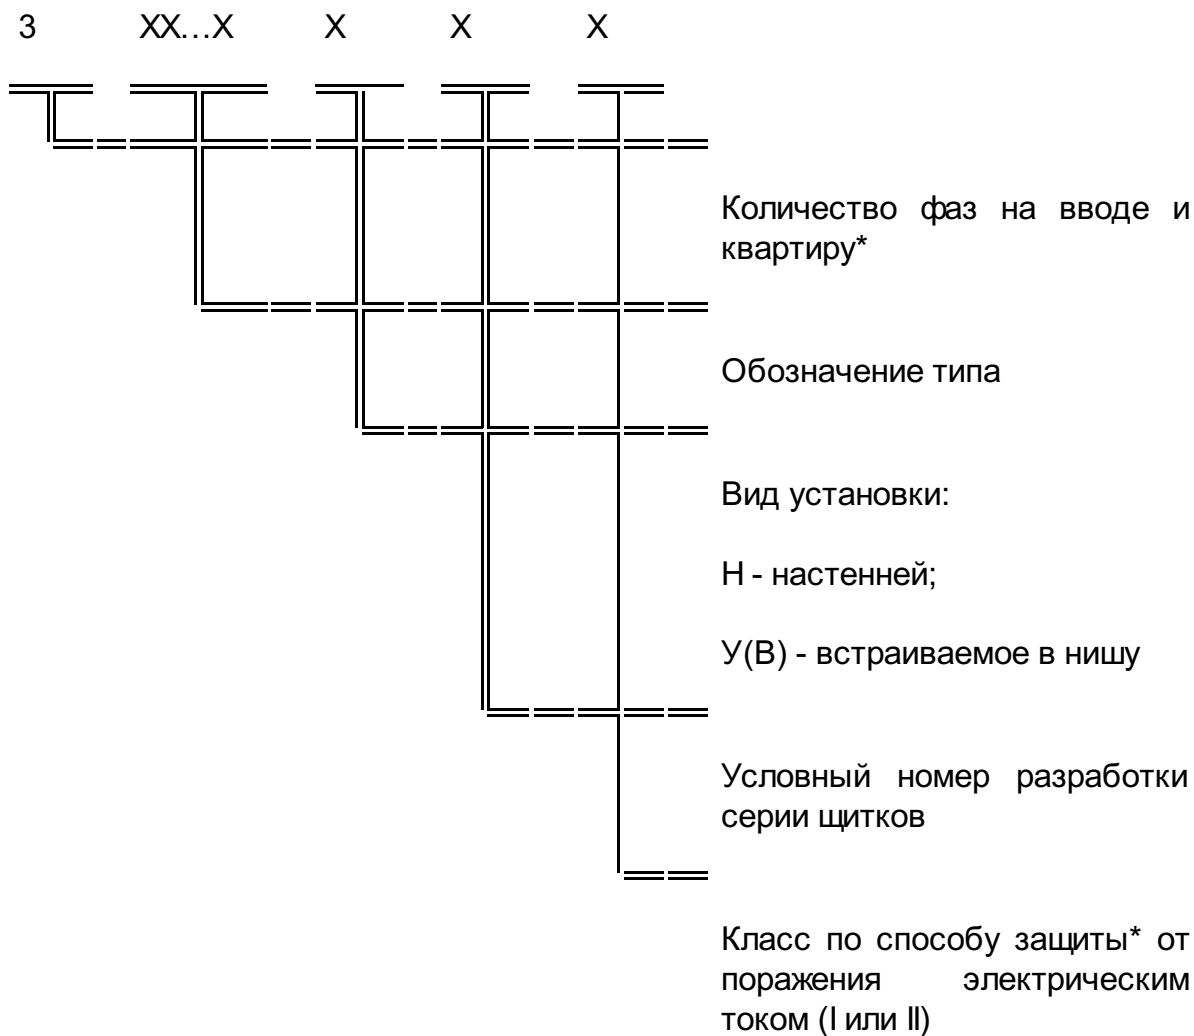 3 XX...X X X X
Количество фаз на вводе и
квартиру*
Обозначение типа
Вид установки:
Н - настенней;
У(В) - встраиваемое в нишу
Условный номер разработки
серии щитков
Класс по способу защиты* от
поражения электрическим
током (I или II)